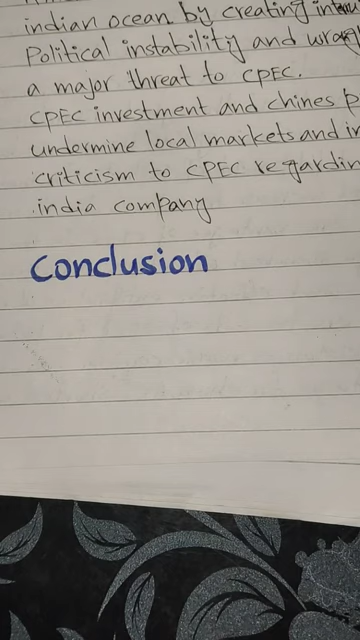 indian ocean by creating
Political instability and
a major threat to CPEC.
CPEC investment and chines
undermine local markets and
criticism to CPEC
india company
Conclusion